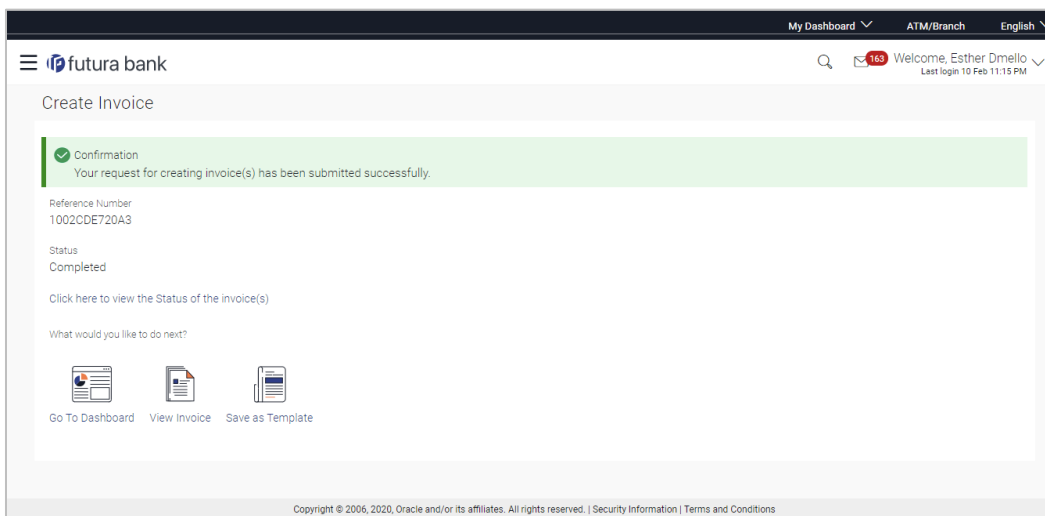 My Dashboard ATM/Branch English
futura bank
163 Welcome, Esther Dmello
Last login 10 Feb 11:15 PM
Create Invoice
Confirmation
Your request for creating invoice(s) has been submitted successfully.
Reference Number
1002CDE720A3
Status
Completed
Click here to view the Status of the invoice(s)
What would you like to do next?
Go To Dashboard View Invoice Save as Template
Copyright © 2006, 2020, Oracle and/or its affiliates. All rights reserved. | Security Information | Terms and Conditions